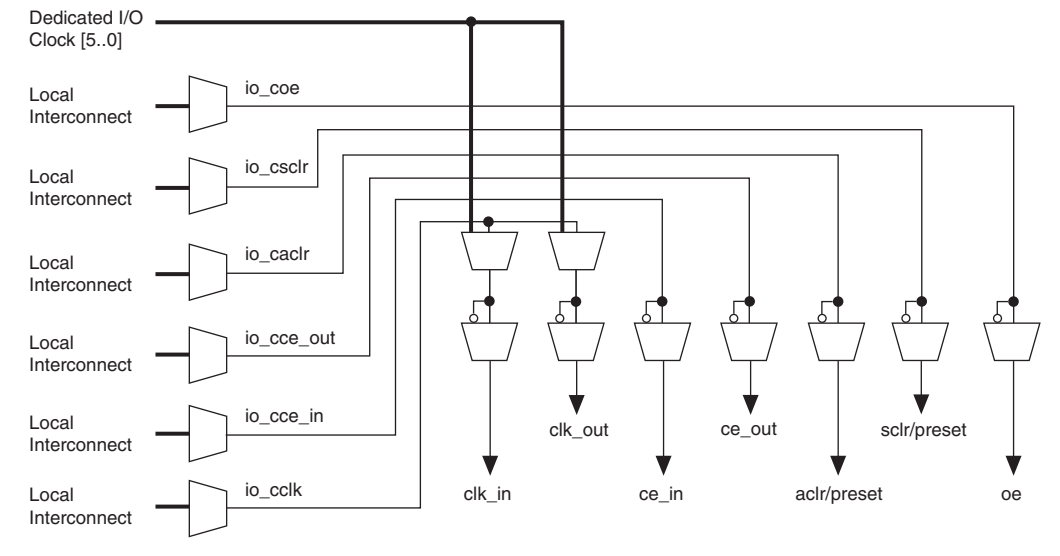 Dedicated I/O
Clock [5..0]
Local
Interconnect
io_coe
Local
Interconnect
io_csclr
Local
Interconnect
io_caclr
Local
Interconnect
io_cce_out
Local
Interconnect
io_cce_in
Local
Interconnect
io_cclk
clk_out
ce_out
sclr/preset
clk_in
ce_in
aclr/preset
oe